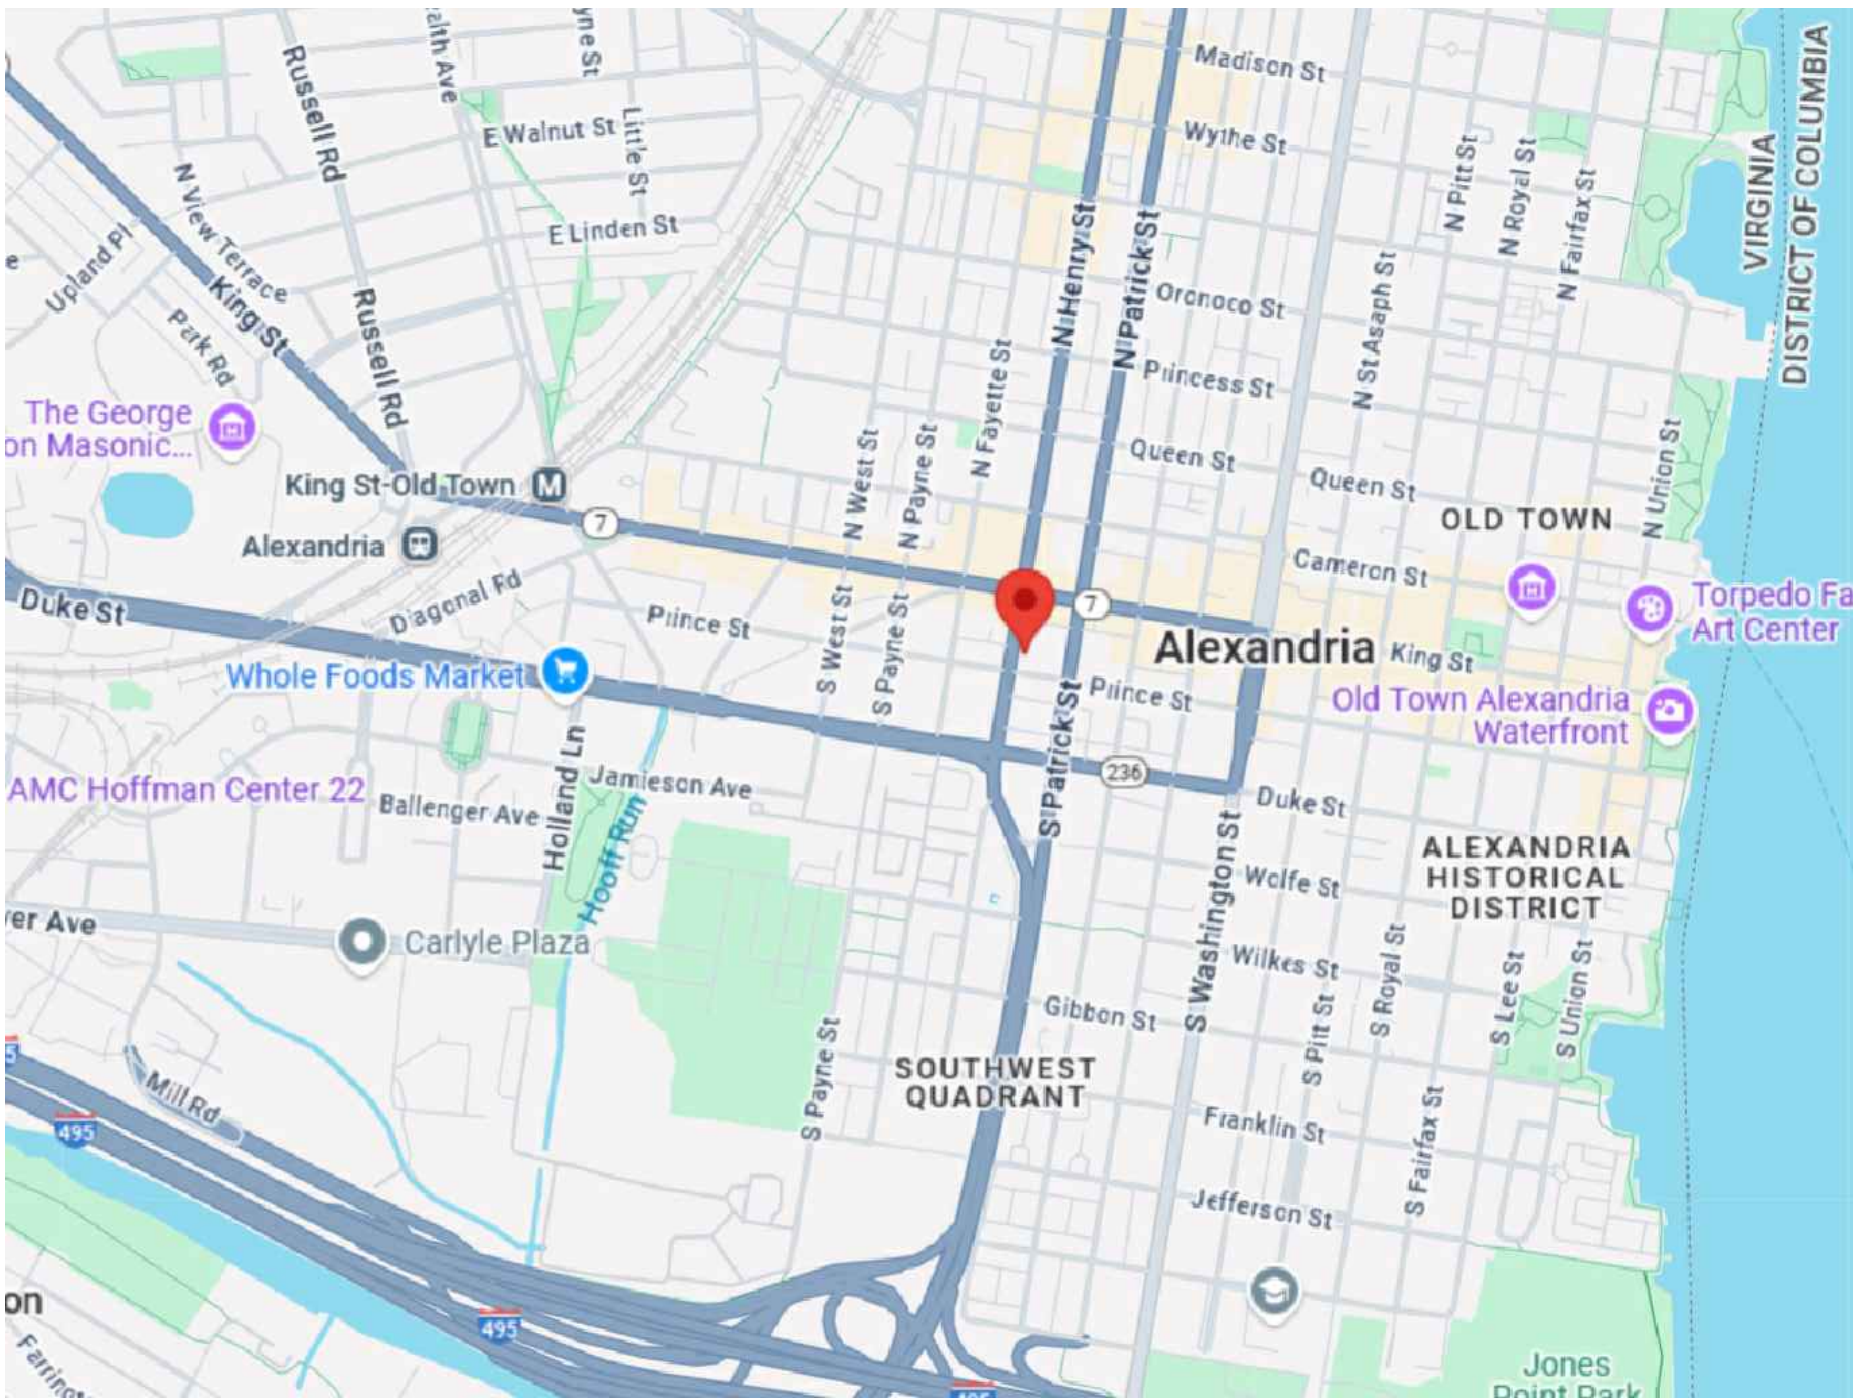 Madison St
Wythe St
N Pitt St
N Royal St
N Fairfax St
VIRGINIA
DISTRICT OF COLUMBIA
Russell Rd
E Walnut St
Little St
N View Terrace
E Linden St
Upland Pl
King St
Park Rd
Russell Rd
N Henry St
N Patrick St
Oronoco St
N St Asaph St
Princess St
N Fayette St
The George
on Masonic...
N West St
N Payne St
Queen St
Queen St
N Union St
King St-Old Town
M
7
Alexandria
OLD TOWN
Cameron St
Duke St
Diagonal Rd
Prince St
S West St
S Payne St
7
Alexandria
King St
Torpedo Fa
Art Center
Whole Foods Market
Prince St
Old Town Alexandria
Waterfront
S Patrick St
236
Duke St
AMC Hoffman Center 22
Ballenger Ave
Holland Ln
Jamieson Ave
Hooff Run
S Washington St
Wolfe St
ALEXANDRIA
HISTORICAL
DISTRICT
er Ave
Carlyle Plaza
Wilkes St
S Royal St
S Lee St
S Union St
Gibbon St
S Pitt St
SOUTHWEST
QUADRANT
S Payne St
Mill Rd
495
Franklin St
S Fairfax St
Jefferson St
495
on
Jones
Point Park
495